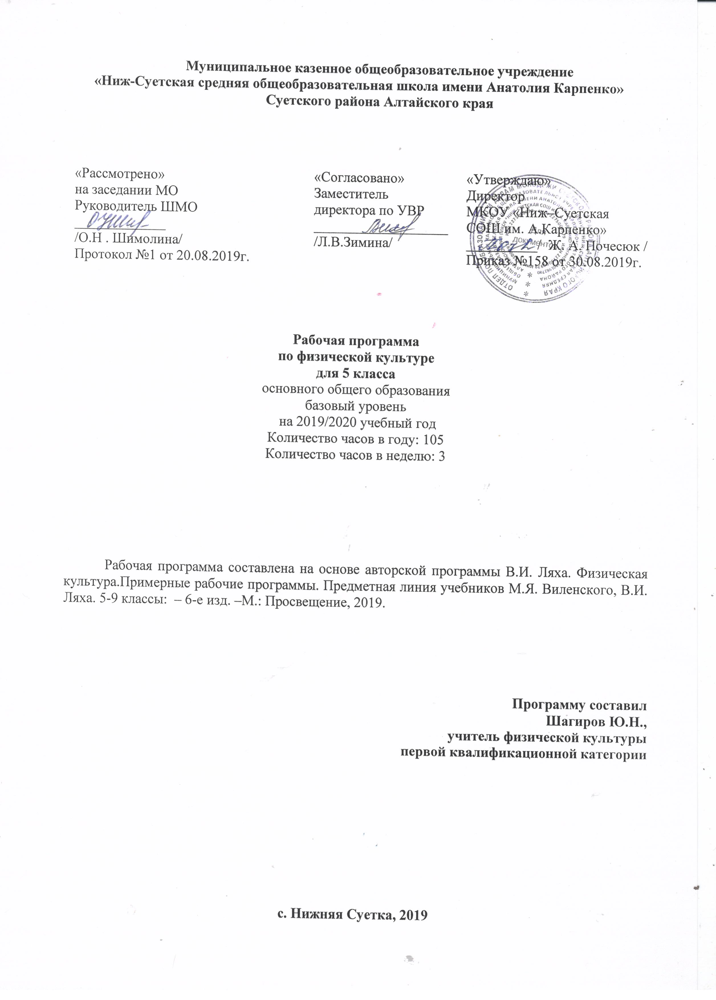 Муниципальное казенное общеобразовательное учреждение
«Ниж-Суетская средняя общеобразовательная школа имени Анатолия Карпенко»
Суетского района Алтайского края
«Рассмотрено»
на заседании МО
Руководитель ШМО
/О.Н . Шимолина/
Протокол №1 от 20.08.2019г.
«Согласовано»
Заместитель
директора по УВР
/Л.В.Зимина/
«Утверждаю»
Директор
МКОУ «Ниж–Суетская
СОШ им. А.Карпенко»
/ Ж. А. Почесюк /
Приказ №158 от 30.08.2019г.
Для
документов
Рабочая программа
по физической культуре
для 5 класса
основного общего образования
базовый уровень
на 2019/2020 учебный год
Количество часов в году: 105
Количество часов в неделю: 3
Рабочая программа составлена на основе авторской программы В.И. Ляха. Физическая
культура.Примерные рабочие программы. Предметная линия учебников М.Я. Виленского, В.И.
Ляха. 5-9 классы: – 6-е изд. –М.: Просвещение, 2019.
Программу составил
Шагиров Ю.Н.,
учитель физической культуры
первой квалификационной категории
с. Нижняя Суетка, 2019